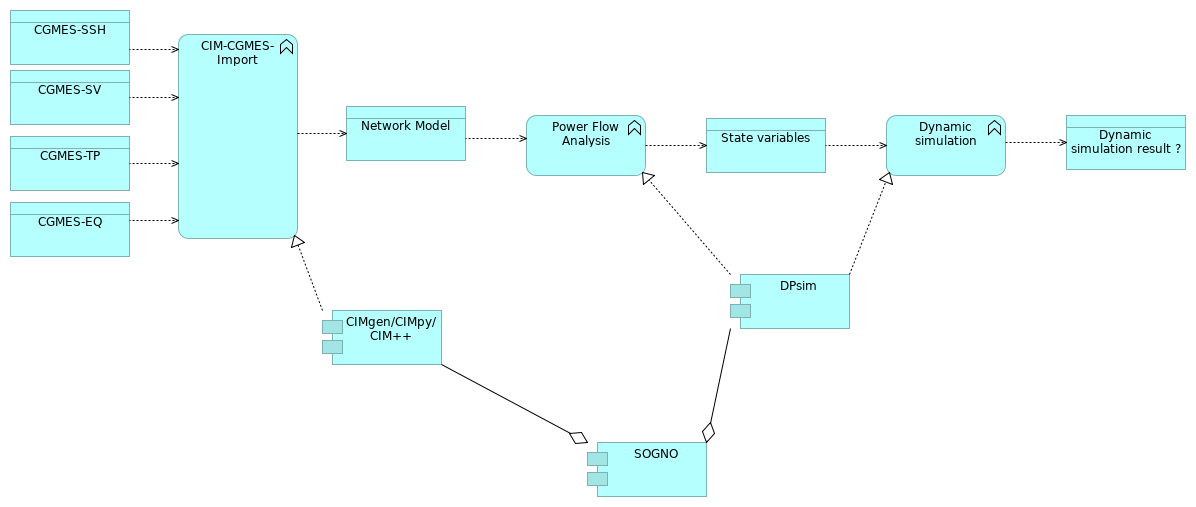 CGMES-SSH
CGMES-SV
CGMES-TP
CGMES-EQ
CIM-CGMES-
Import
Network Model
Power Flow
Analysis
State variables
Dynamic
simulation
Dynamic
simulation result ?
CIMgen/CIMpy/
CIM++
DPsim
SOGNO